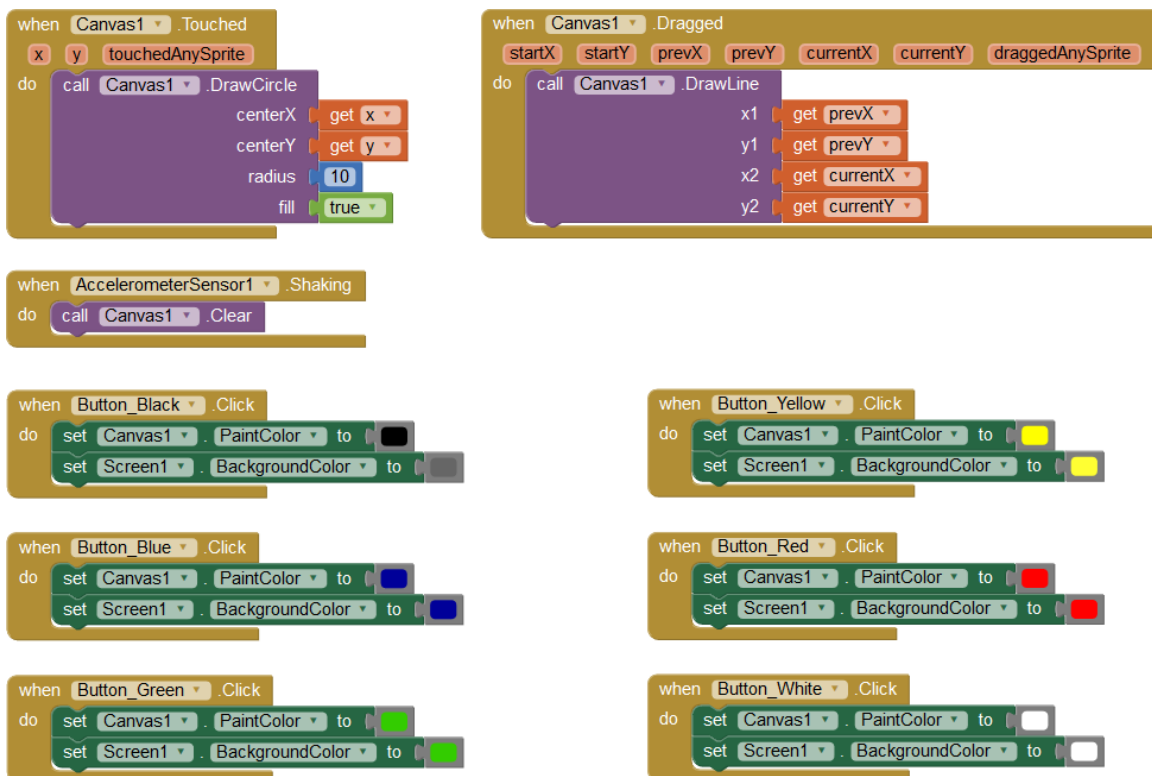 when Canvas1 .Touched
x y touchedAnySprite
do call Canvas1 .DrawCircle
centerX get x
centerY get y
radius 10
fill true
when Canvas1 .Dragged
startX startY prevX prevY currentX currentY draggedAnySprite
do call Canvas1 .DrawLine
x1 get prevX
y1 get prevY
x2 get currentX
y2 get currentY
when AccelerometerSensor1 .Shaking
do call Canvas1 .Clear
when Button_Black .Click
do set Canvas1 . PaintColor to
set Screen1 . BackgroundColor to
when Button_Yellow .Click
do set Canvas1 . PaintColor to
set Screen1 . BackgroundColor to
when Button_Blue .Click
do set Canvas1 . PaintColor to
set Screen1 . BackgroundColor to
when Button_Red .Click
do set Canvas1 . PaintColor to
set Screen1 . BackgroundColor to
when Button_Green .Click
do set Canvas1 . PaintColor to
set Screen1 . BackgroundColor to
when Button_White .Click
do set Canvas1 . PaintColor to
set Screen1 . BackgroundColor to